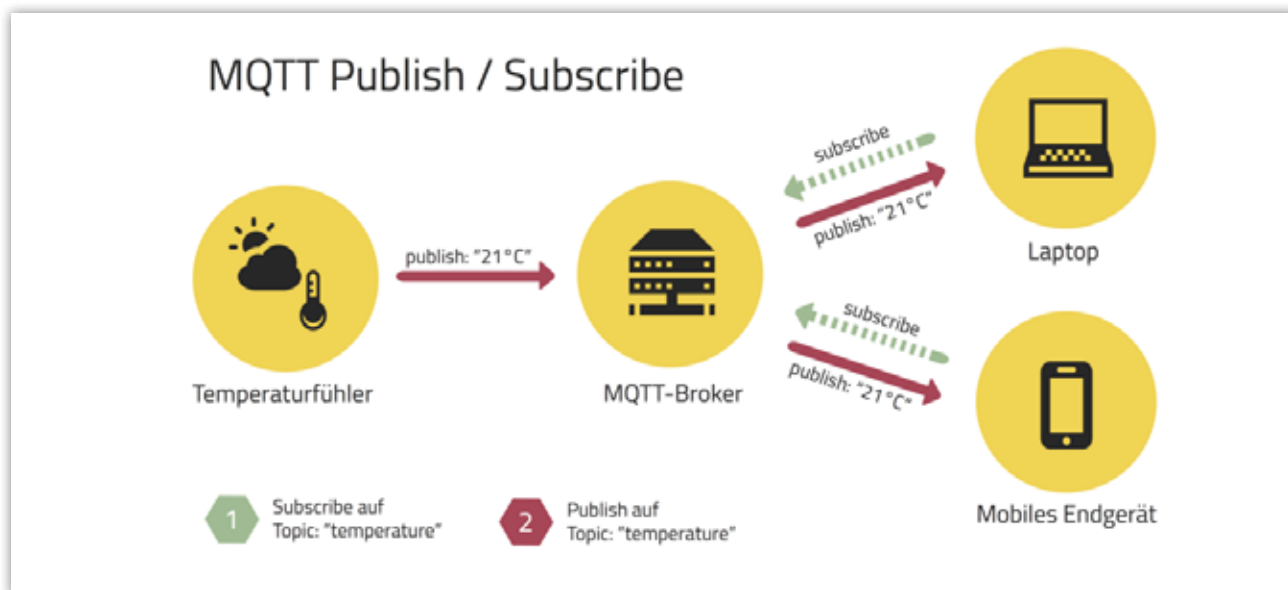 MQTT Publish / Subscribe
subscribe
publish: "21°C"
Laptop
publish: "21°C"
subscribe
publish: "21°C"
Temperaturfühler
MQTT-Broker
Mobiles Endgerät
1
Subscribe auf
Topic: "temperature"
2
Publish auf
Topic: "temperature"